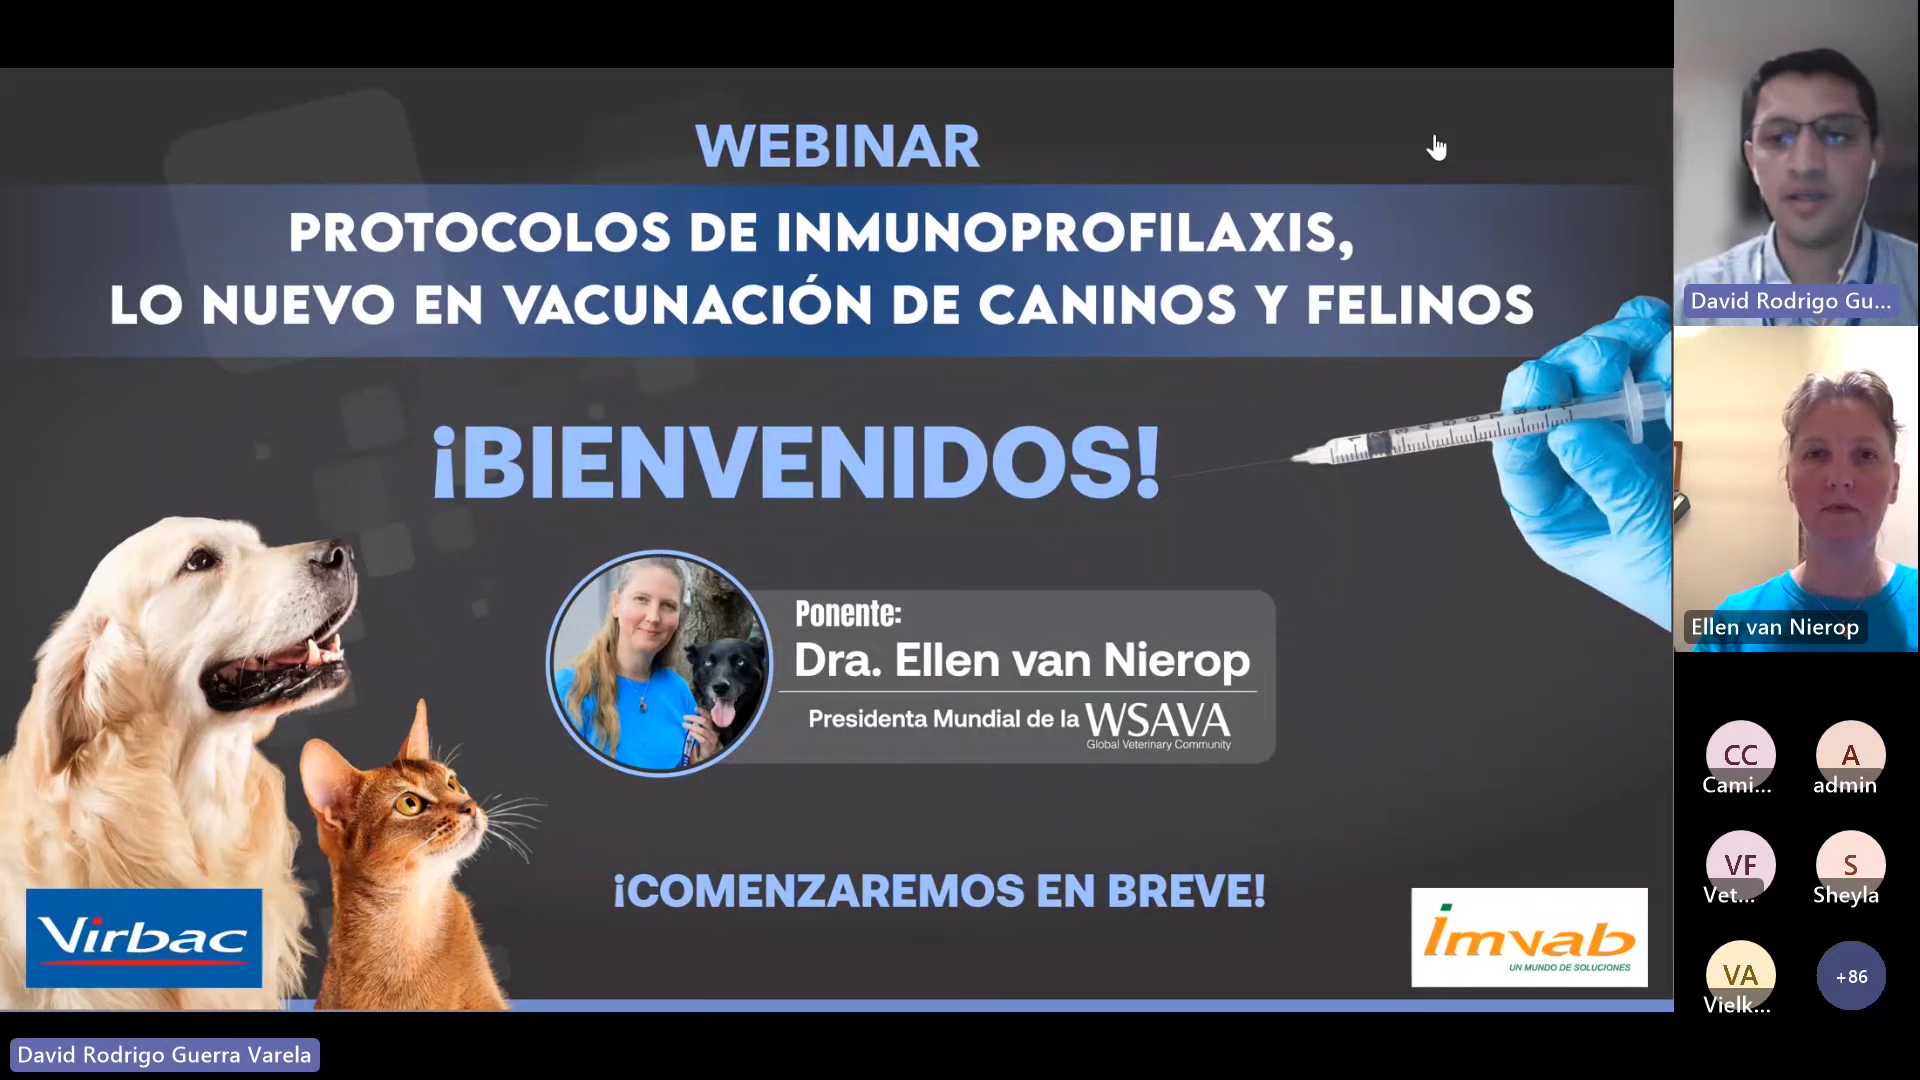 WEBINAR
PROTOCOLOS DE INMUNOPROFILAXIS,
LO NUEVO EN VACUNACIÓN DE CANINOS Y FELINOS
¡BIENVENIDOS!
Ponente:
Dra. Ellen van Nierop
Presidenta Mundial de la WSAVA
Global Veterinary Community
¡COMENZAREMOS EN BREVE!
Virbac
imvab
UN MUNDO DE SOLUCIONES
David Rodrigo Guerra Varela
David Rodrigo Gu...
Ellen van Nierop
CC
Cami...
A
admin
VF
Vet...
S
Sheyla
VA
Vielk...
+86